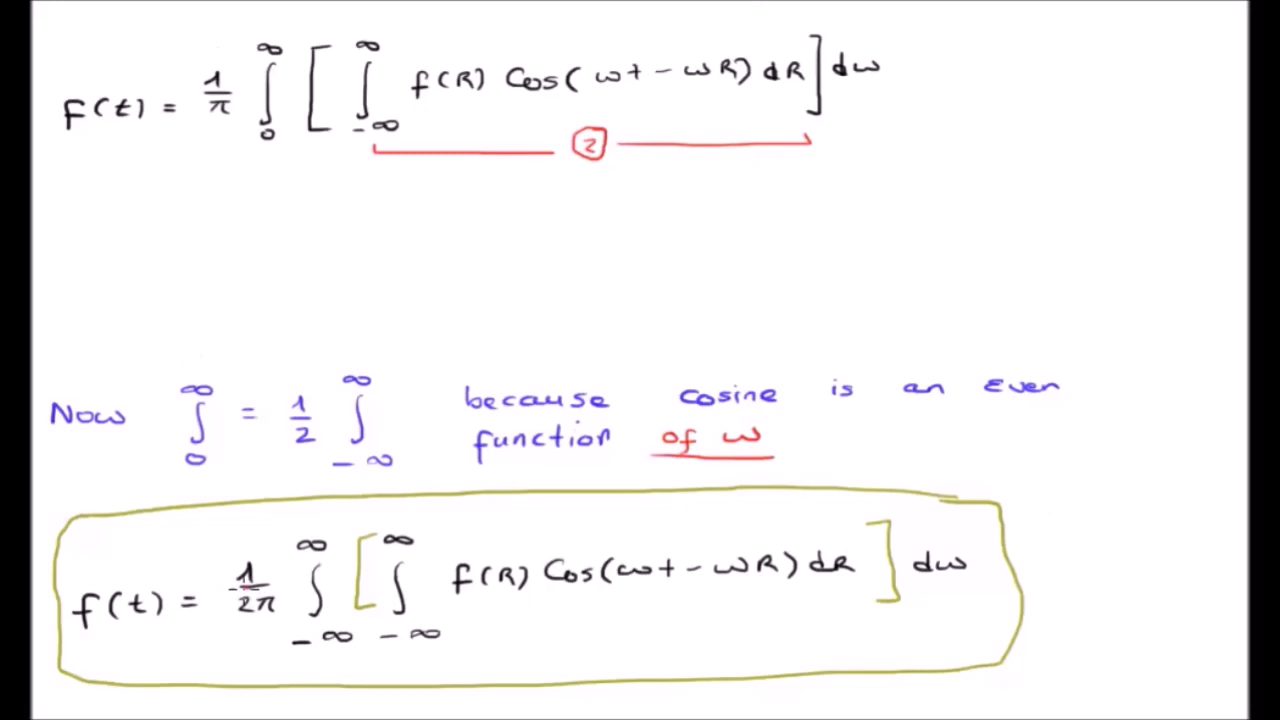 f(t) = 1/π ∫₀^∞ [ ∫₋∞^∞ f(R) Cos(ωt - ωR) dR ] dω
2
Now ∫₀^∞ = 1/2 ∫₋∞^∞ because cosine is an even
function of ω
f(t) = 1/2π ∫₋∞^∞ [ ∫₋∞^∞ f(R) Cos(ωt - ωR) dR ] dω